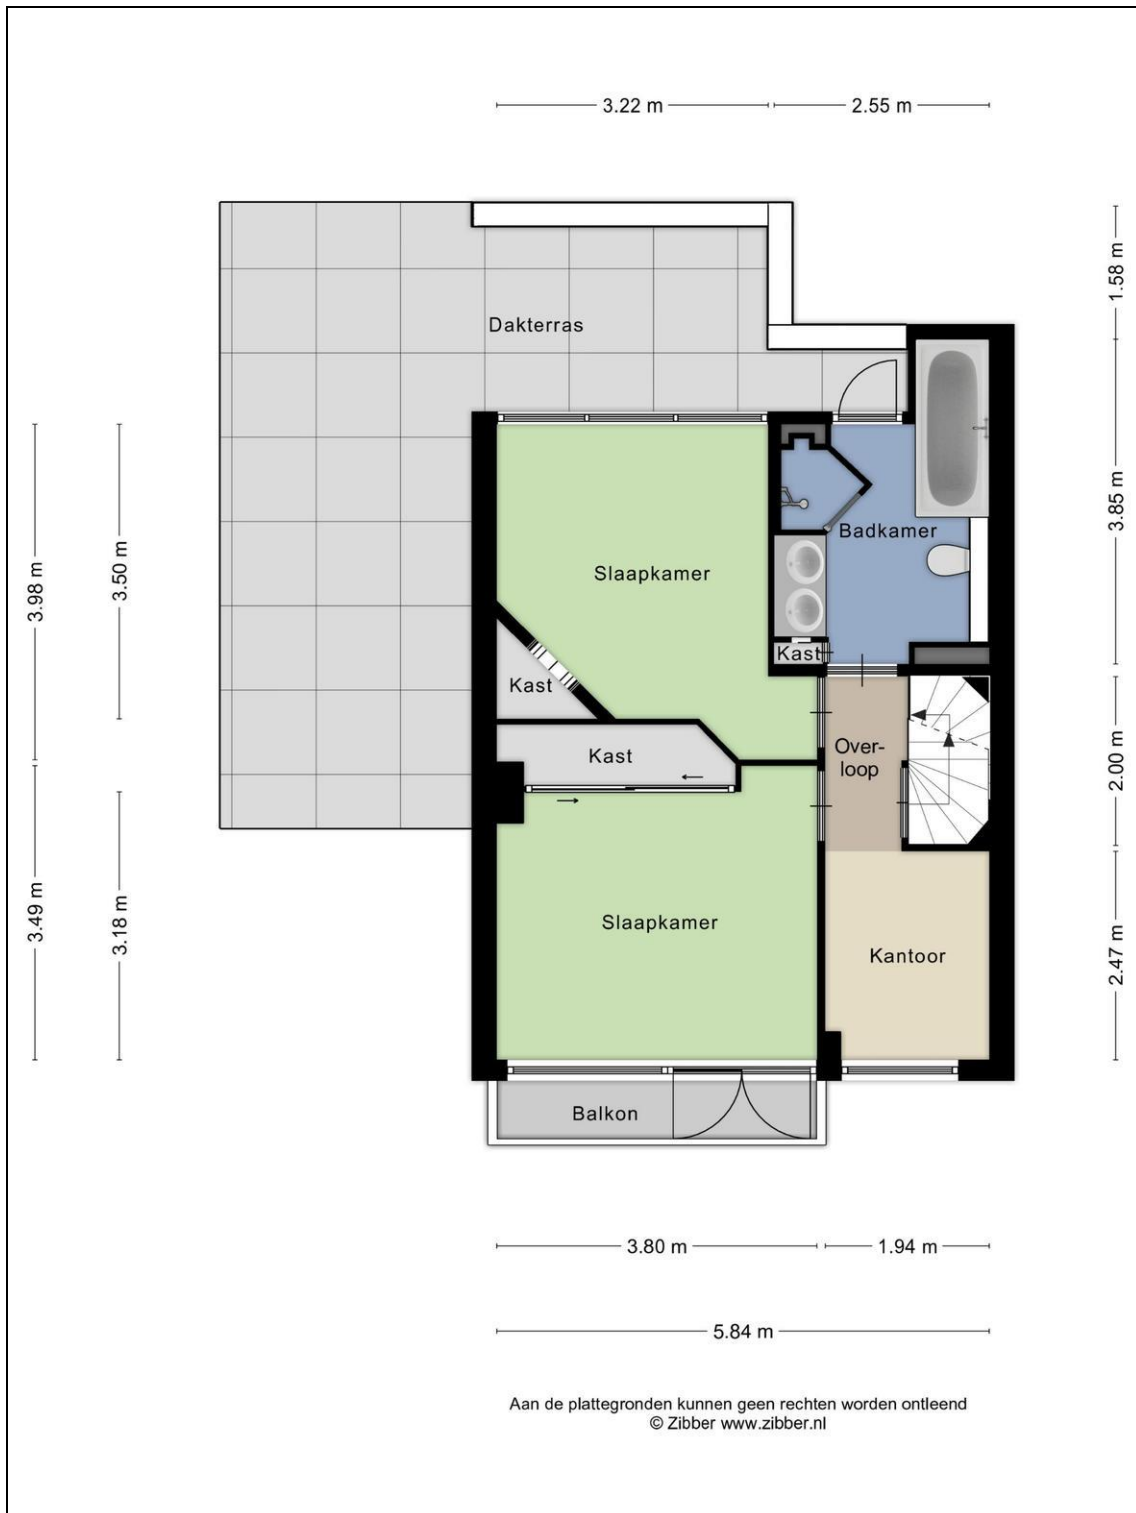 3.22 m
2.55 m
1.58 m
Dakterras
3.85 m
3.98 m
3.50 m
Badkamer
Slaapkamer
Kast
Kast
Kast
Over-
loop
2.00 m
3.49 m
3.18 m
Slaapkamer
Kantoor
2.47 m
Balkon
3.80 m
1.94 m
5.84 m
Aan de plattegronden kunnen geen rechten worden ontleend
© Zibber www.zibber.nl